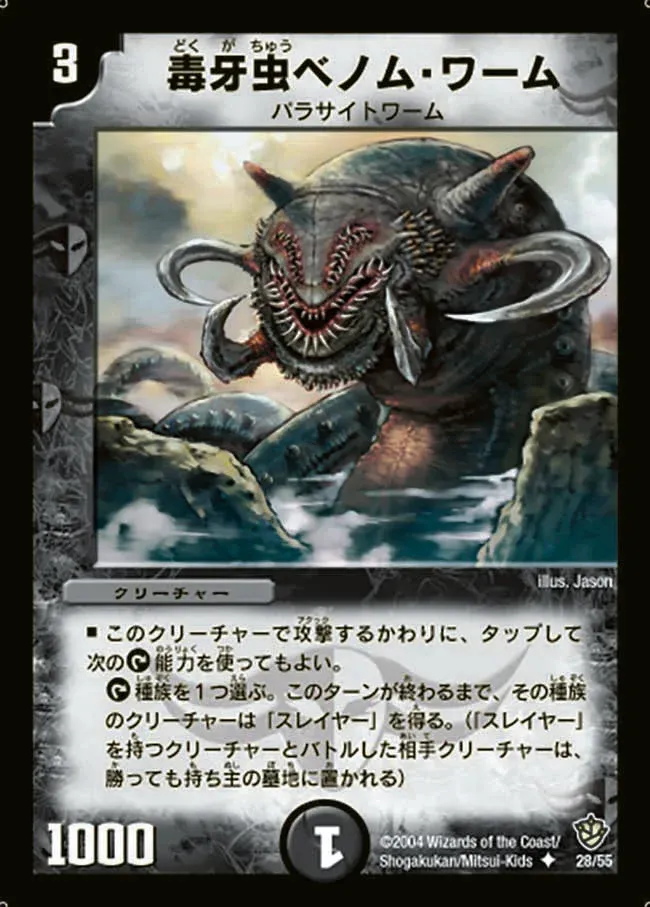 3
どく が ちゅう
毒牙虫ベノム・ワーム
パラサイトワーム
illus. Jason
クリーチャー
■ このクリーチャーで攻撃するかわりに、タップして
次の能力を使ってもよい。
種族を1つ選ぶ。このターンが終わるまで、その種族
のクリーチャーは「スレイヤー」を得る。(「スレイヤー」
を持つクリーチャーとバトルした相手クリーチャーは、
勝っても持ち主の墓地に置かれる)
1000
1
©2004 Wizards of the Coast/
Shogakukan/Mitsui-Kids
28/55